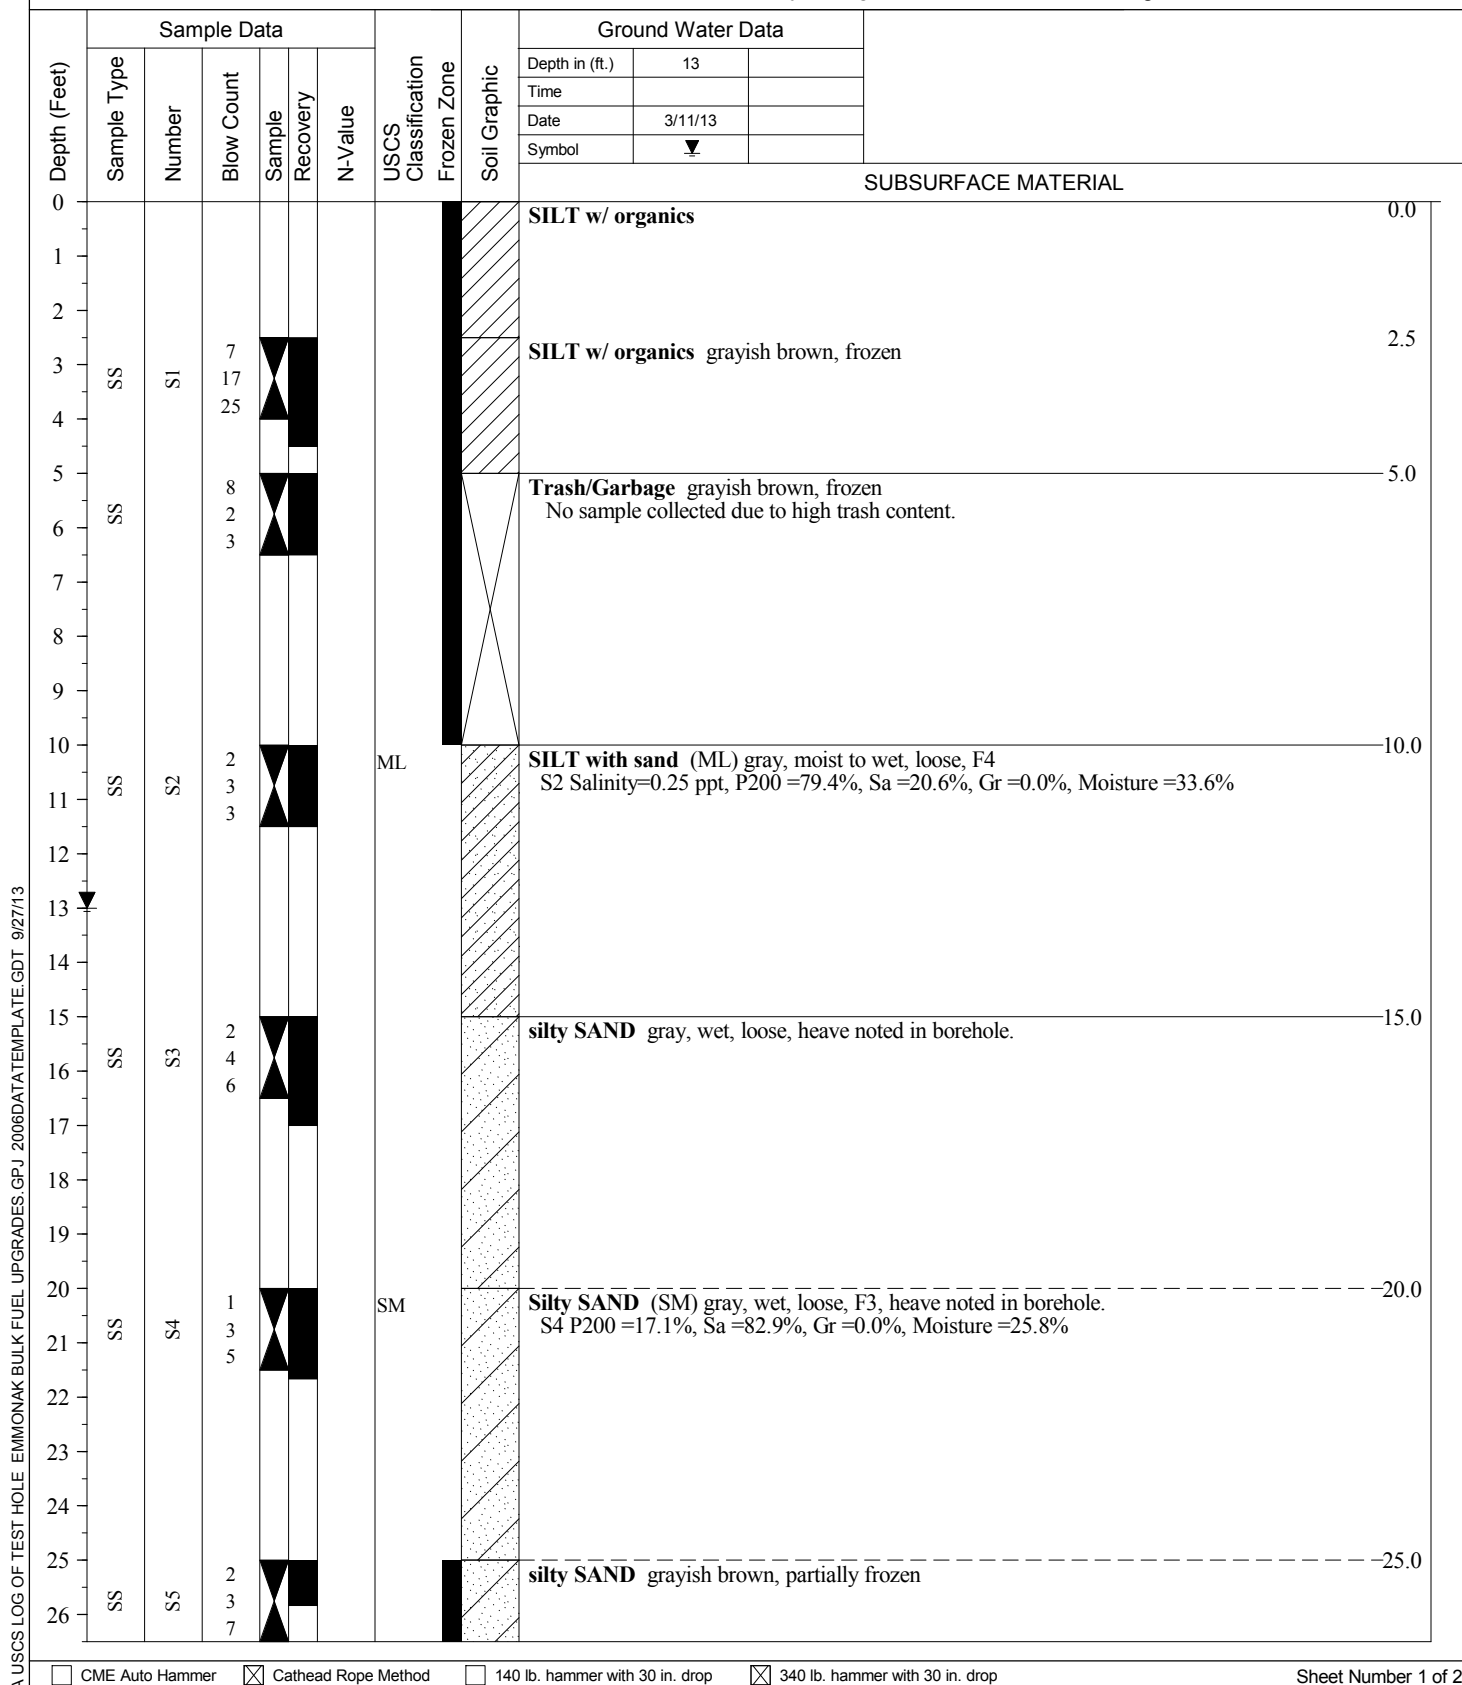 Sample Data
Ground Water Data
Depth (Feet)
Sample Type
Number
Blow Count
Sample
Recovery
N-Value
USCS
Classification
Frozen Zone
Soil Graphic
Depth in (ft.) 13
Time
Date 3/11/13
Symbol
SUBSURFACE MATERIAL
0 SILT w/ organics 0.0
1
2
SILT w/ organics grayish brown, frozen 2.5
3 SS S1 7
17
25
4
5 Trash/Garbage grayish brown, frozen 5.0
No sample collected due to high trash content.
6 SS 8
2
3
7
8
9
10 ML SILT with sand (ML) gray, moist to wet, loose, F4 10.0
S2 Salinity=0.25 ppt, P200 =79.4%, Sa =20.6%, Gr =0.0%, Moisture =33.6%
11 SS S2 2
3
3
12
13
14
15 silty SAND gray, wet, loose, heave noted in borehole. 15.0
16 SS S3 2
4
6
17
18
19
20 SM Silty SAND (SM) gray, wet, loose, F3, heave noted in borehole. 20.0
S4 P200 =17.1%, Sa =82.9%, Gr =0.0%, Moisture =25.8%
21 SS S4 1
3
5
22
23
24
25 silty SAND grayish brown, partially frozen 25.0
26 SS S5 2
3
7
CME Auto Hammer Cathead Rope Method 140 lb. hammer with 30 in. drop 340 lb. hammer with 30 in. drop Sheet Number 1 of 2
USCS LOG OF TEST HOLE EMMONAK BULK FUEL UPGRADES.GPJ 2006DATATEMPLATE.GDT 9/27/13